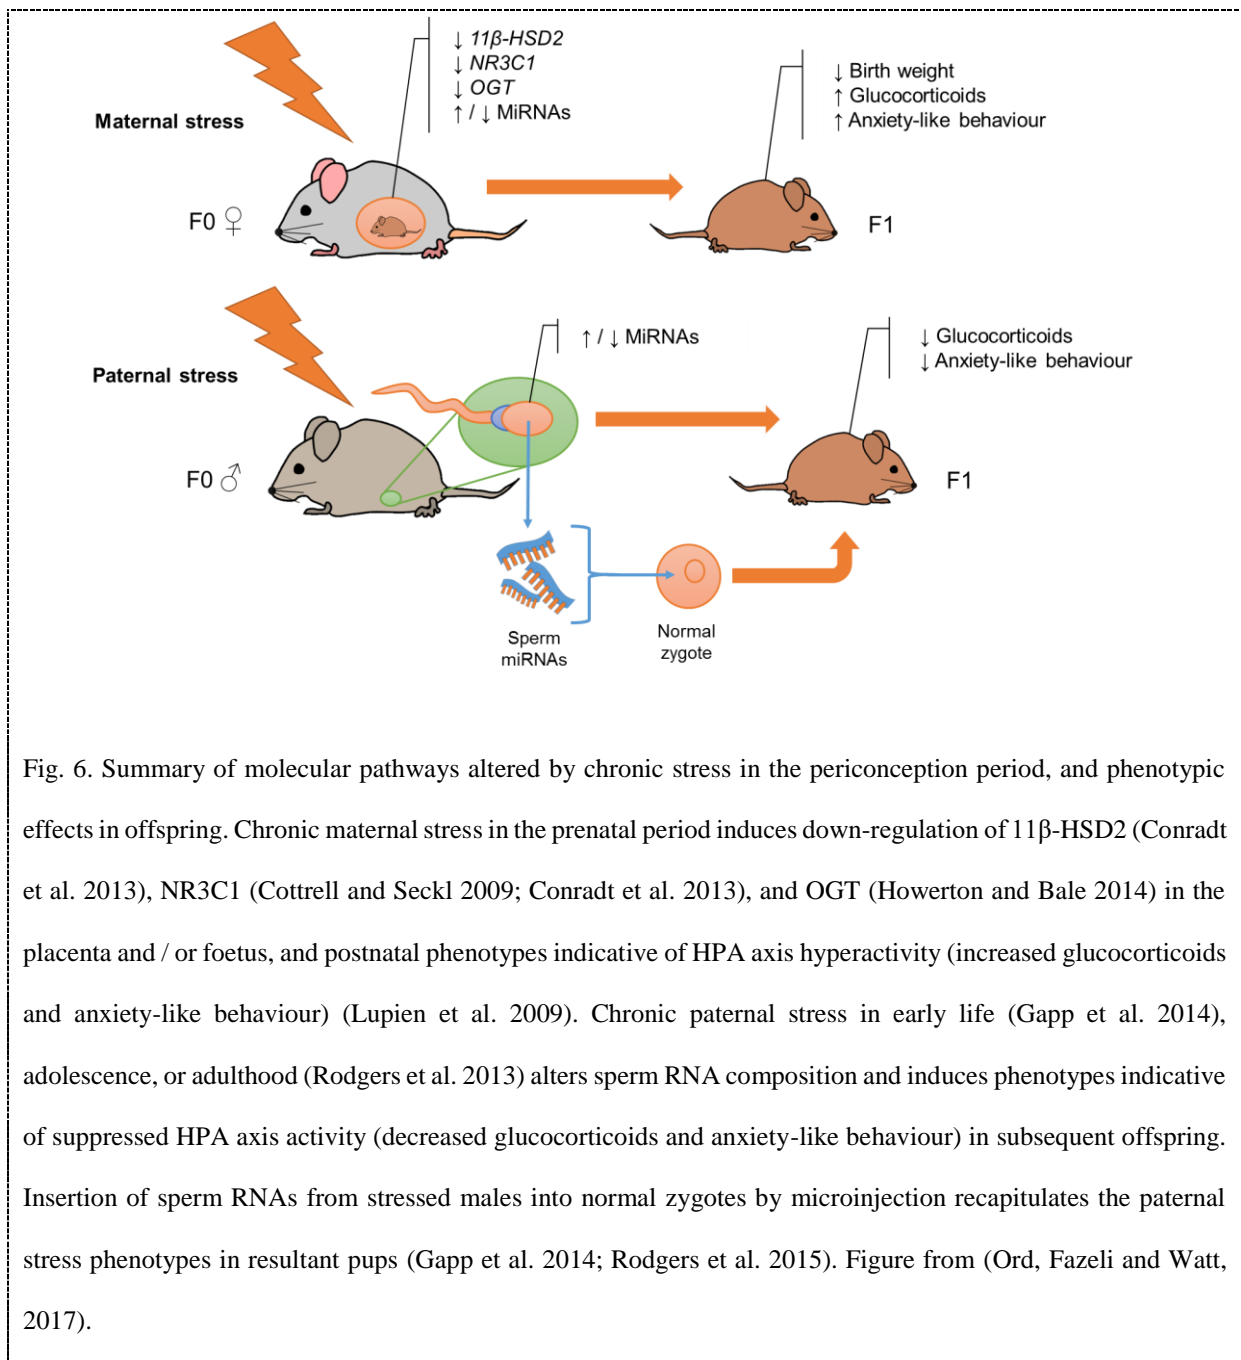 ↓ 11β-HSD2
↓ NR3C1
↓ OGT
↑ / ↓ MiRNAs
Maternal stress
F0 ♀
↓ Birth weight
↑ Glucocorticoids
↑ Anxiety-like behaviour
F1
Paternal stress
F0 ♂
↑ / ↓ MiRNAs
↓ Glucocorticoids
↓ Anxiety-like behaviour
F1
Sperm
miRNAs
Normal
zygote
Fig. 6. Summary of molecular pathways altered by chronic stress in the periconception period, and phenotypic
effects in offspring. Chronic maternal stress in the prenatal period induces down-regulation of 11β-HSD2 (Conradt
et al. 2013), NR3C1 (Cottrell and Seckl 2009; Conradt et al. 2013), and OGT (Howerton and Bale 2014) in the
placenta and / or foetus, and postnatal phenotypes indicative of HPA axis hyperactivity (increased glucocorticoids
and anxiety-like behaviour) (Lupien et al. 2009). Chronic paternal stress in early life (Gapp et al. 2014),
adolescence, or adulthood (Rodgers et al. 2013) alters sperm RNA composition and induces phenotypes indicative
of suppressed HPA axis activity (decreased glucocorticoids and anxiety-like behaviour) in subsequent offspring.
Insertion of sperm RNAs from stressed males into normal zygotes by microinjection recapitulates the paternal
stress phenotypes in resultant pups (Gapp et al. 2014; Rodgers et al. 2015). Figure from (Ord, Fazeli and Watt,
2017).